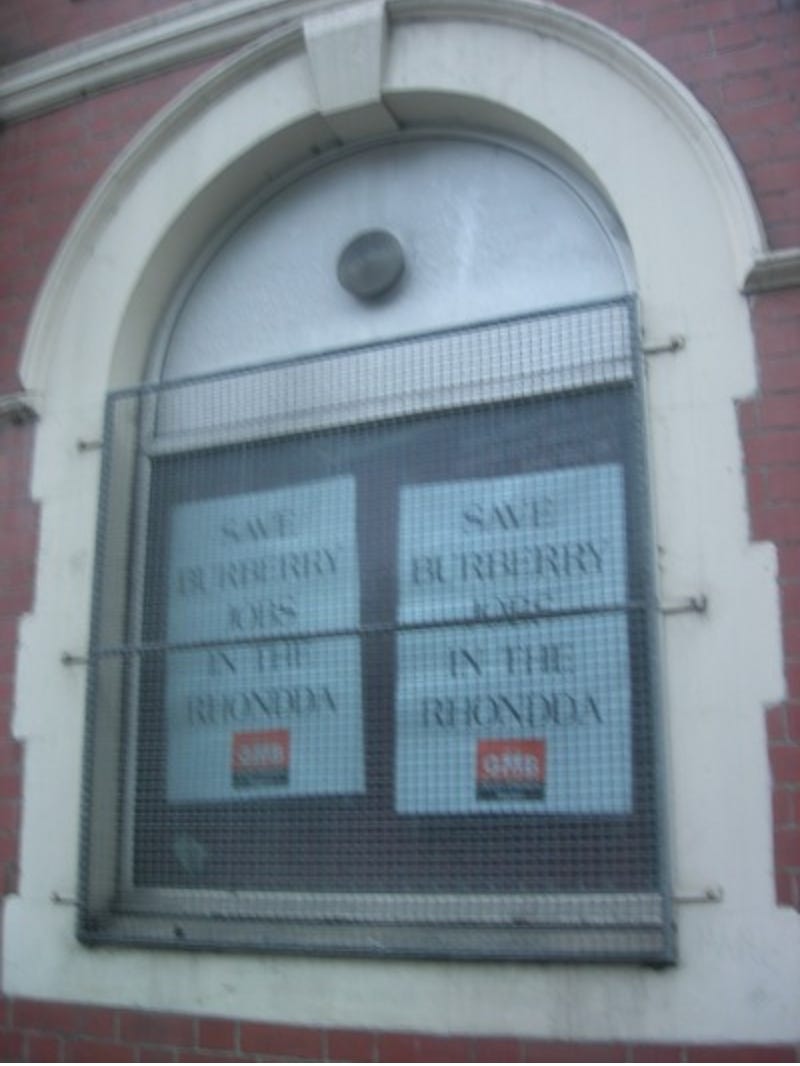 SAVE
BURBERRY
JOBS
IN THE
RHONDDA
GMB
SAVE
BURBERRY
JOBS
IN THE
RHONDDA
GMB